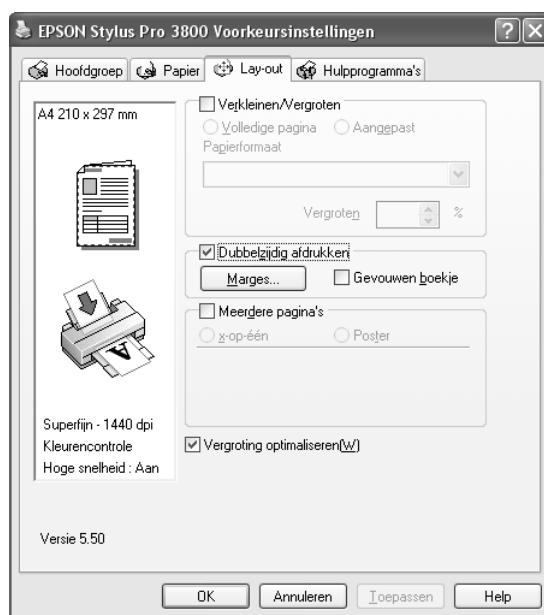 EPSON Stylus Pro 3800 Voorkeursinstellingen
Hoofdgroep Papier Lay-out Hulpprogramma's
A4 210 x 297 mm
Verkleinen/Vergroten
Volledige pagina Aangepast
Papierformaat
Vergroten %
Dubbelzijdig afdrukken
Marges... Gevouwen boekje
Meerdere pagina's
x-op-één Poster
A
Superfijn - 1440 dpi
Kleurencontrole
Hoge snelheid : Aan
Vergroting optimaliseren(W)
Versie 5.50
OK Annuleren Toepassen Help